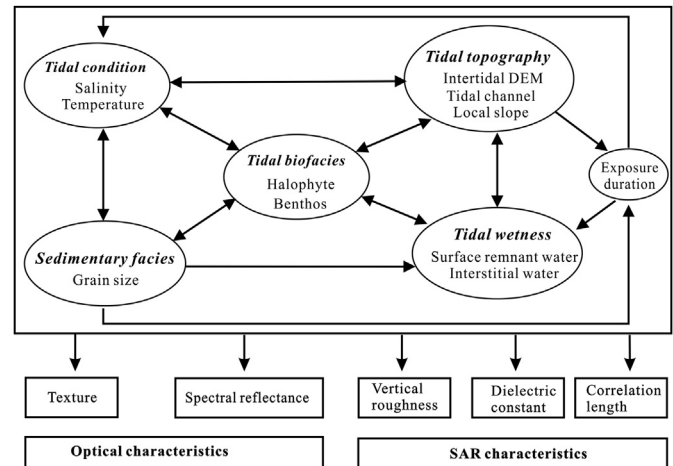 Tidal condition
Salinity
Temperature
Tidal topography
Intertidal DEM
Tidal channel
Local slope
Tidal biofacies
Halophyte
Benthos
Exposure
duration
Sedimentary facies
Grain size
Tidal wetness
Surface remnant water
Interstitial water
Texture
Spectral reflectance
Vertical
roughness
Dielectric
constant
Correlation
length
Optical characteristics
SAR characteristics